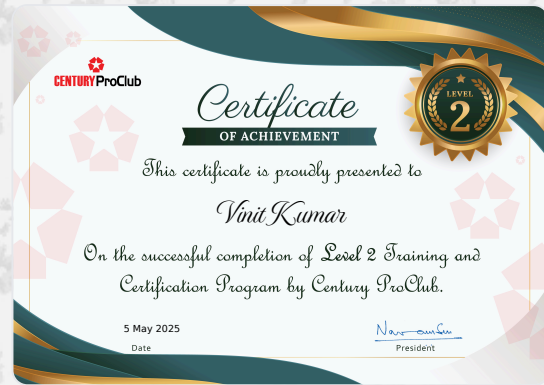 CENTURY ProClub
LEVEL
2
Certificate
OF ACHIEVEMENT
This certificate is proudly presented to
Vinit Kumar
On the successful completion of Level 2 Training and
Certification Program by Century ProClub.
5 May 2025
Date
President